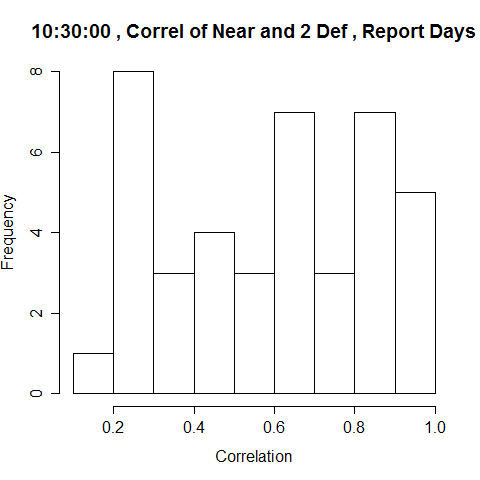 10:30:00 , Correl of Near and 2 Def , Report Days
Frequency
8
6
4
2
0
0.2 0.4 0.6 0.8 1.0
Correlation